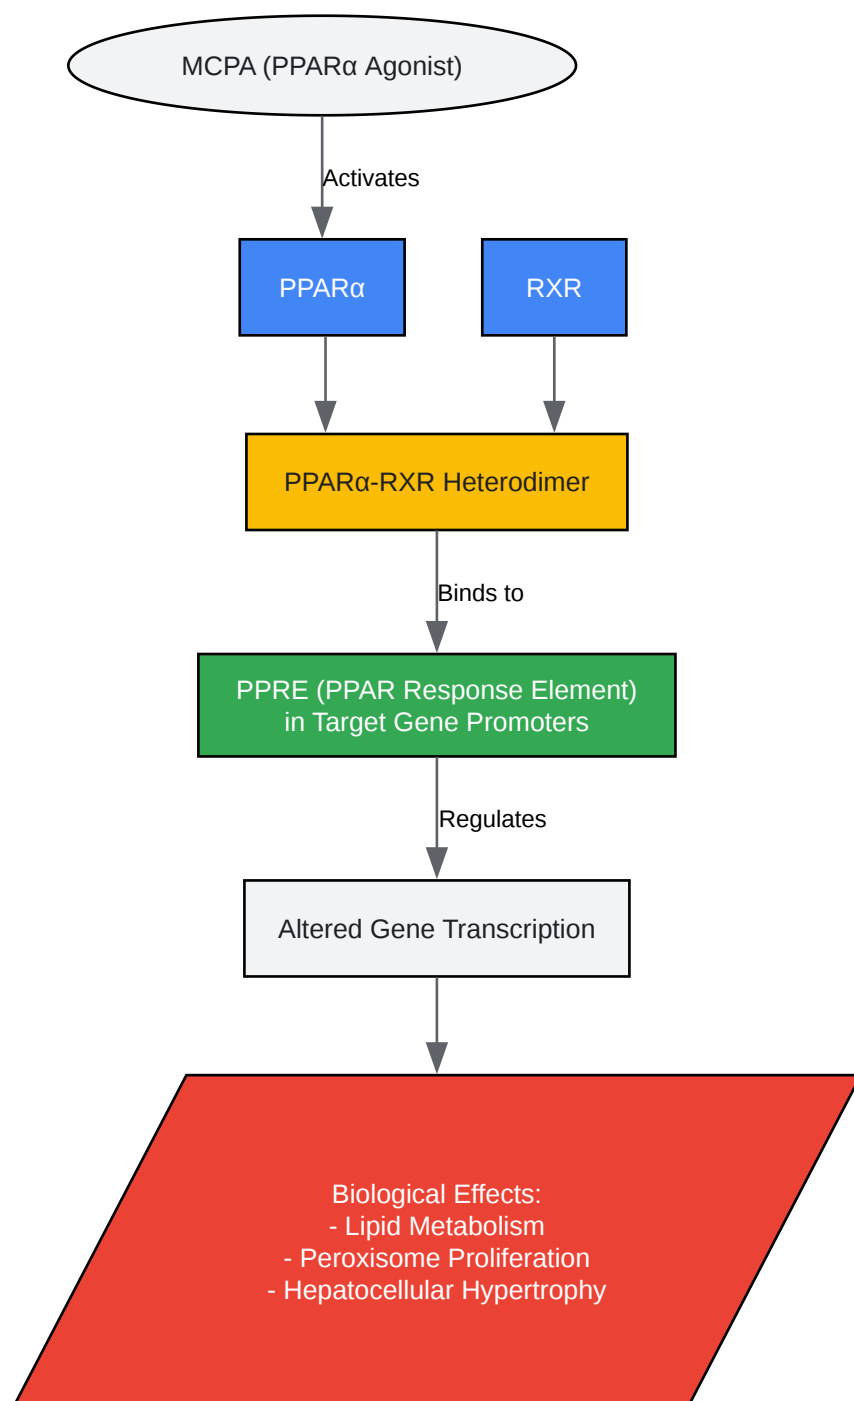 MCPA (PPARα Agonist)
Activates
PPARα
RXR
PPARα-RXR Heterodimer
Binds to
PPRE (PPAR Response Element)
in Target Gene Promoters
Regulates
Altered Gene Transcription
Biological Effects:
- Lipid Metabolism
- Peroxisome Proliferation
- Hepatocellular Hypertrophy